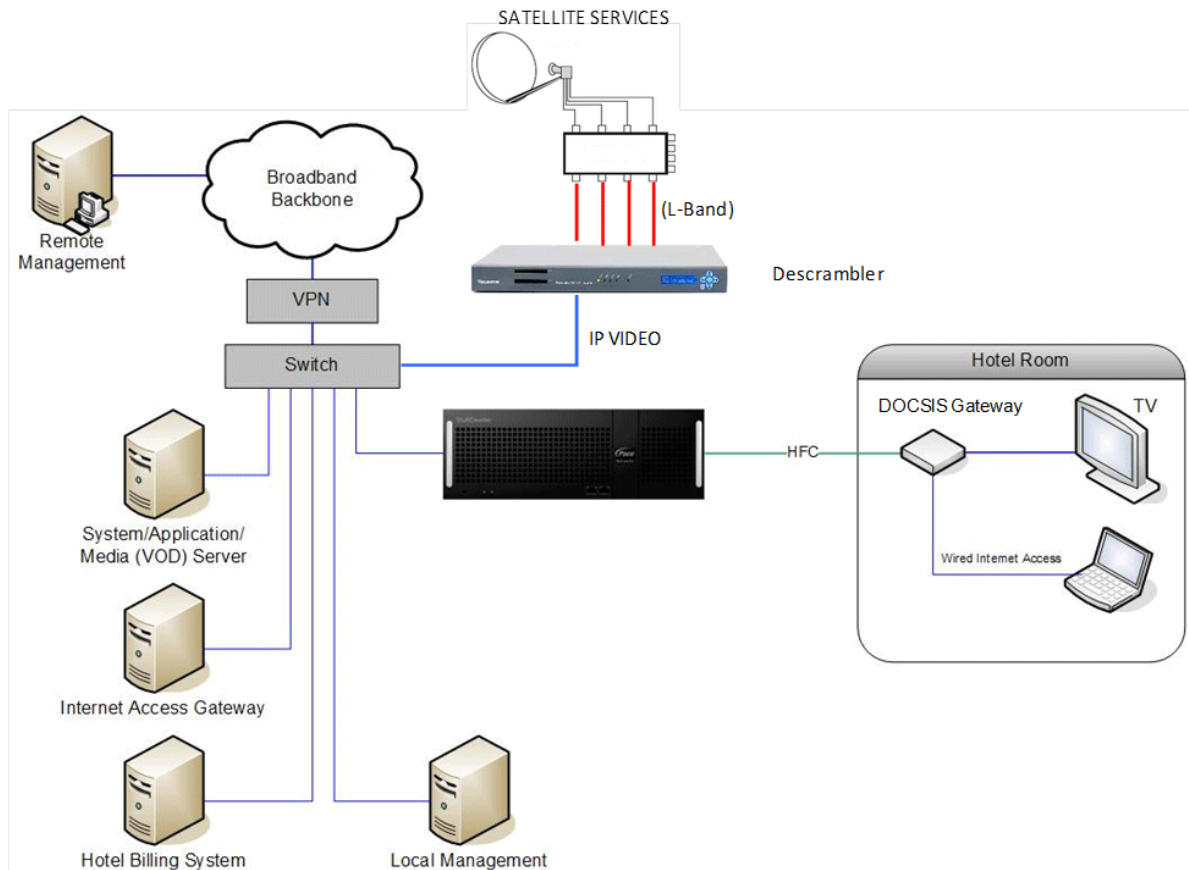 SATELLITE SERVICES
Broadband
Backbone
(L-Band)
Remote
Management
Descrambler
VPN
IP VIDEO
Switch
Hotel Room
DOCSIS Gateway
TV
HFC
System/Application/
Media (VOD) Server
Wired Internet Access
Internet Access Gateway
Hotel Billing System
Local Management